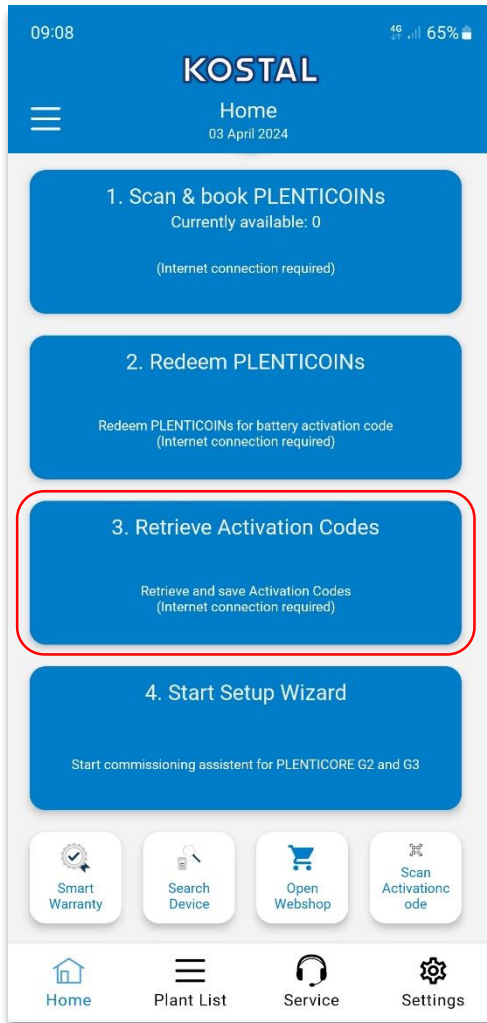 09:08 4G 65%
KOSTAL
Home
03 April 2024
1. Scan & book PLENTICOINs
Currently available: 0
(Internet connection required)
2. Redeem PLENTICOINs
Redeem PLENTICOINs for battery activation code
(Internet connection required)
3. Retrieve Activation Codes
Retrieve and save Activation Codes
(Internet connection required)
4. Start Setup Wizard
Start commissioning assistent for PLENTICORE G2 and G3
Smart
Warranty
Search
Device
Open
Webshop
Scan
Activationc
ode
Home
Plant List
Service
Settings